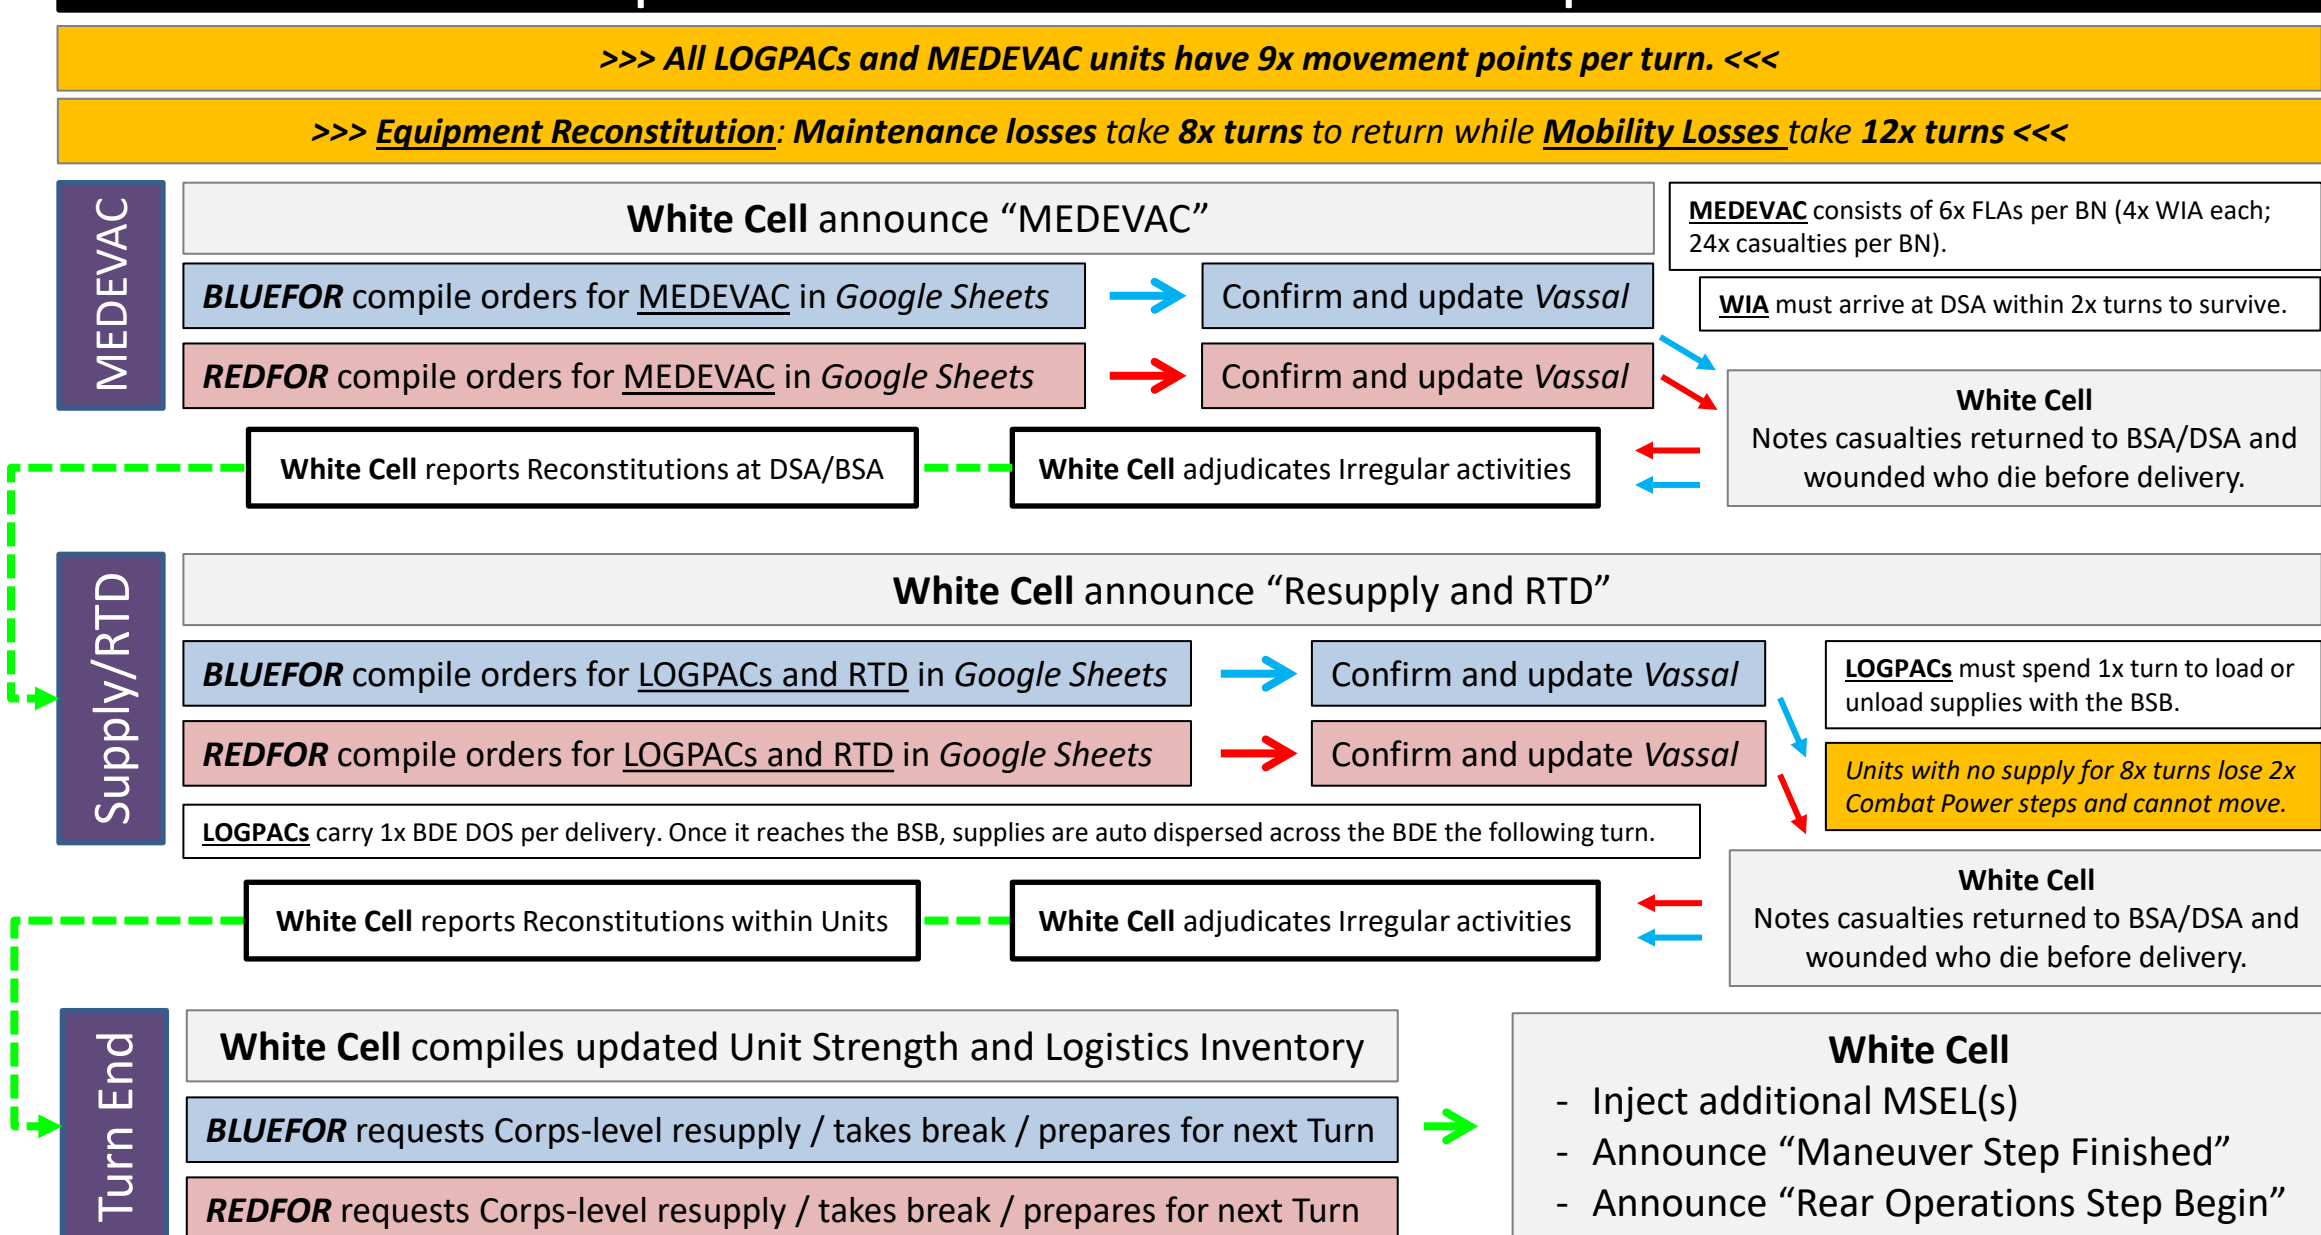 >>> All LOGPACs and MEDEVAC units have 9x movement points per turn. <<<
>>> Equipment Reconstitution: Maintenance losses take 8x turns to return while Mobility Losses take 12x turns <<<
MEDEVAC
White Cell announce “MEDEVAC”
MEDEVAC consists of 6x FLAs per BN (4x WIA each;
24x casualties per BN).
BLUEFOR compile orders for MEDEVAC in Google Sheets
Confirm and update Vassal
WIA must arrive at DSA within 2x turns to survive.
REDFOR compile orders for MEDEVAC in Google Sheets
Confirm and update Vassal
White Cell
Notes casualties returned to BSA/DSA and
wounded who die before delivery.
White Cell adjudicates Irregular activities
White Cell reports Reconstitutions at DSA/BSA
Supply/RTD
White Cell announce “Resupply and RTD”
BLUEFOR compile orders for LOGPACs and RTD in Google Sheets
Confirm and update Vassal
LOGPACs must spend 1x turn to load or
unload supplies with the BSB.
REDFOR compile orders for LOGPACs and RTD in Google Sheets
Confirm and update Vassal
Units with no supply for 8x turns lose 2x
Combat Power steps and cannot move.
LOGPACs carry 1x BDE DOS per delivery. Once it reaches the BSB, supplies are auto dispersed across the BDE the following turn.
White Cell
Notes casualties returned to BSA/DSA and
wounded who die before delivery.
White Cell adjudicates Irregular activities
White Cell reports Reconstitutions within Units
Turn End
White Cell compiles updated Unit Strength and Logistics Inventory
BLUEFOR requests Corps-level resupply / takes break / prepares for next Turn
REDFOR requests Corps-level resupply / takes break / prepares for next Turn
White Cell
- Inject additional MSEL(s)
- Announce “Maneuver Step Finished”
- Announce “Rear Operations Step Begin”